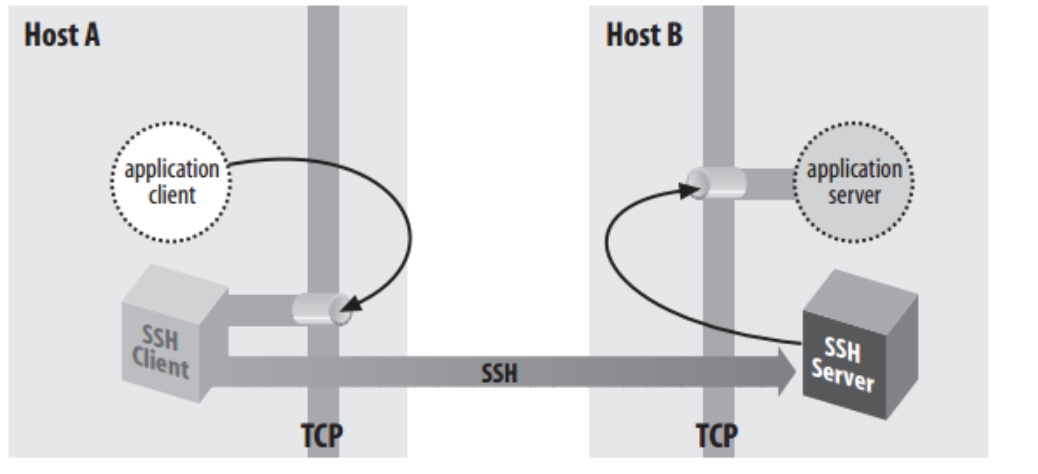 Host A
Host B
application
client
application
server
SSH
Client
SSH
SSH
Server
TCP
TCP